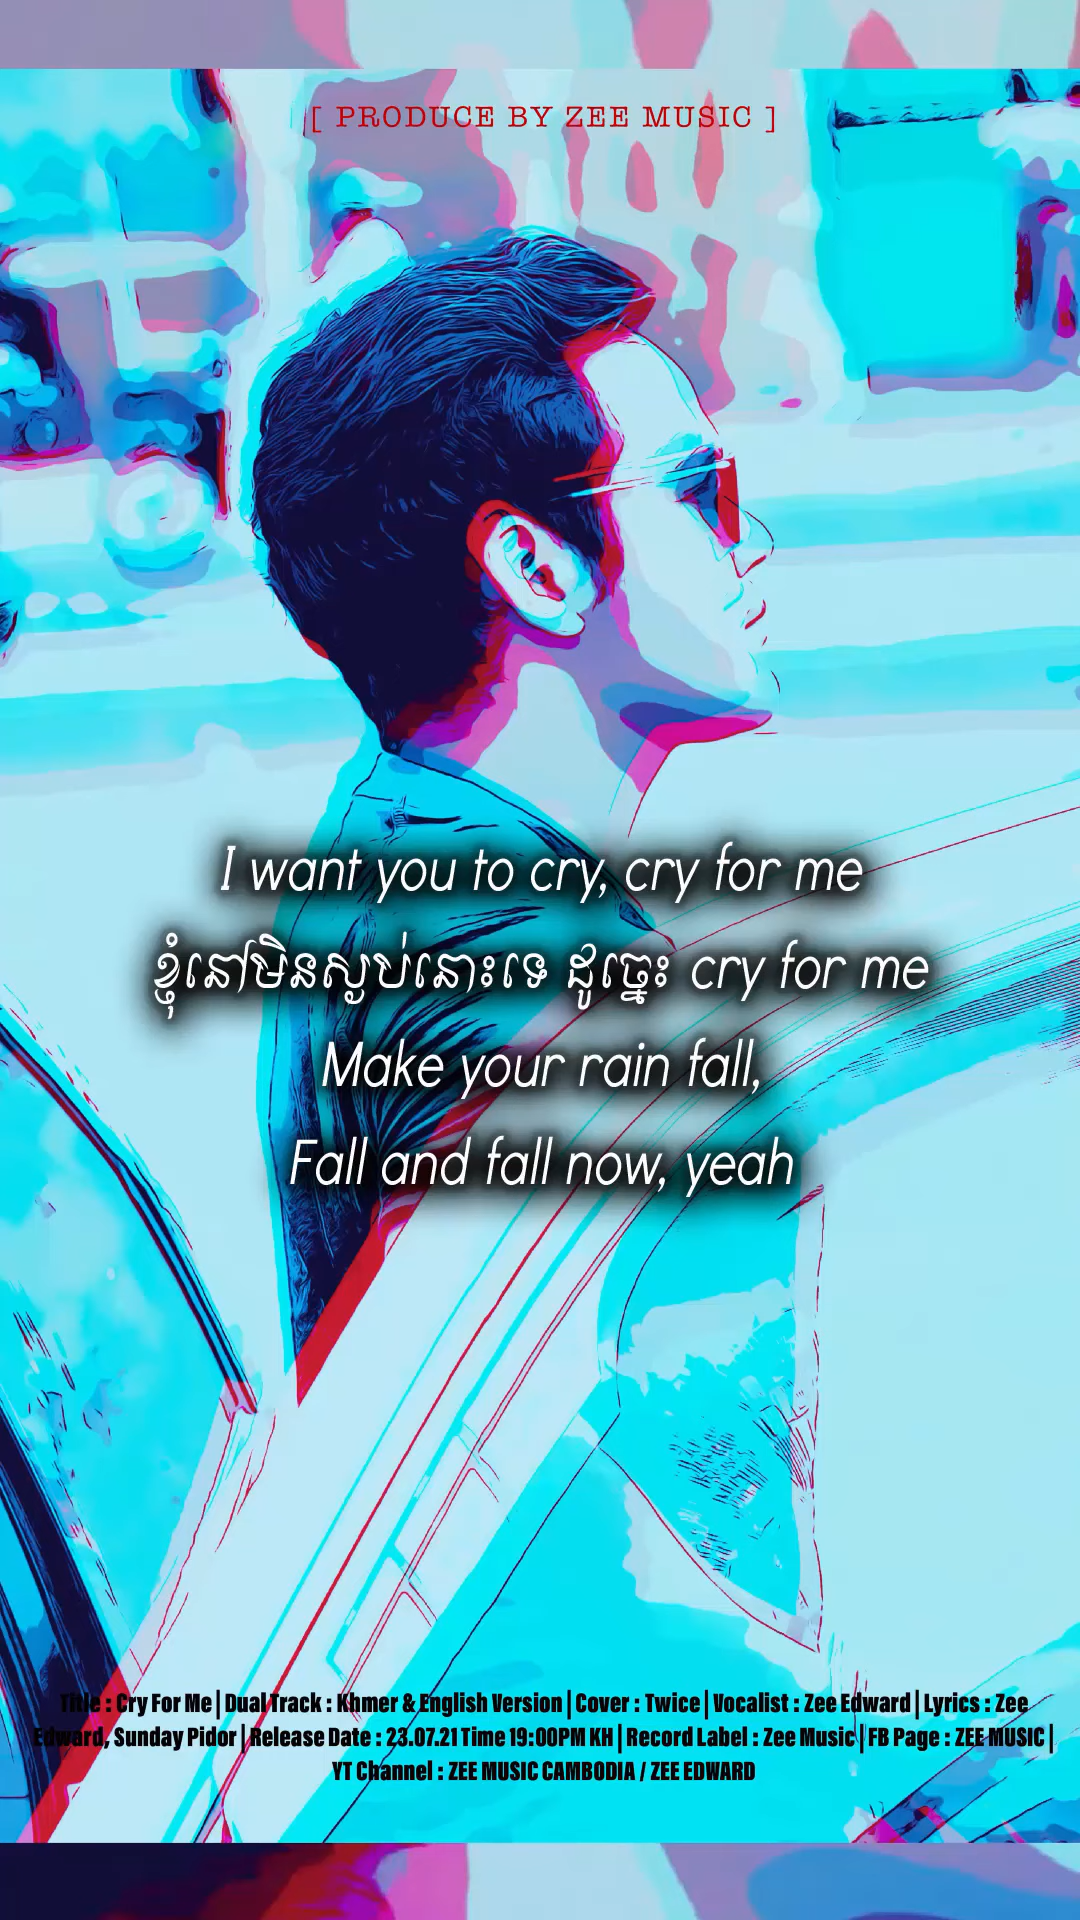 [ PRODUCE BY ZEE MUSIC ]
I want you to cry, cry for me
ខ្ញុំនៅមិនស្ងប់នោះទេ ដូច្នេះ cry for me
Make your rain fall,
Fall and fall now, yeah
Title : Cry For Me | Dual Track : Khmer & English Version | Cover : Twice | Vocalist : Zee Edward | Lyrics : Zee
Edward, Sunday Pidor | Release Date : 23.07.21 Time 19:00PM KH | Record Label : Zee Music | FB Page : ZEE MUSIC |
YT Channel : ZEE MUSIC CAMBODIA / ZEE EDWARD